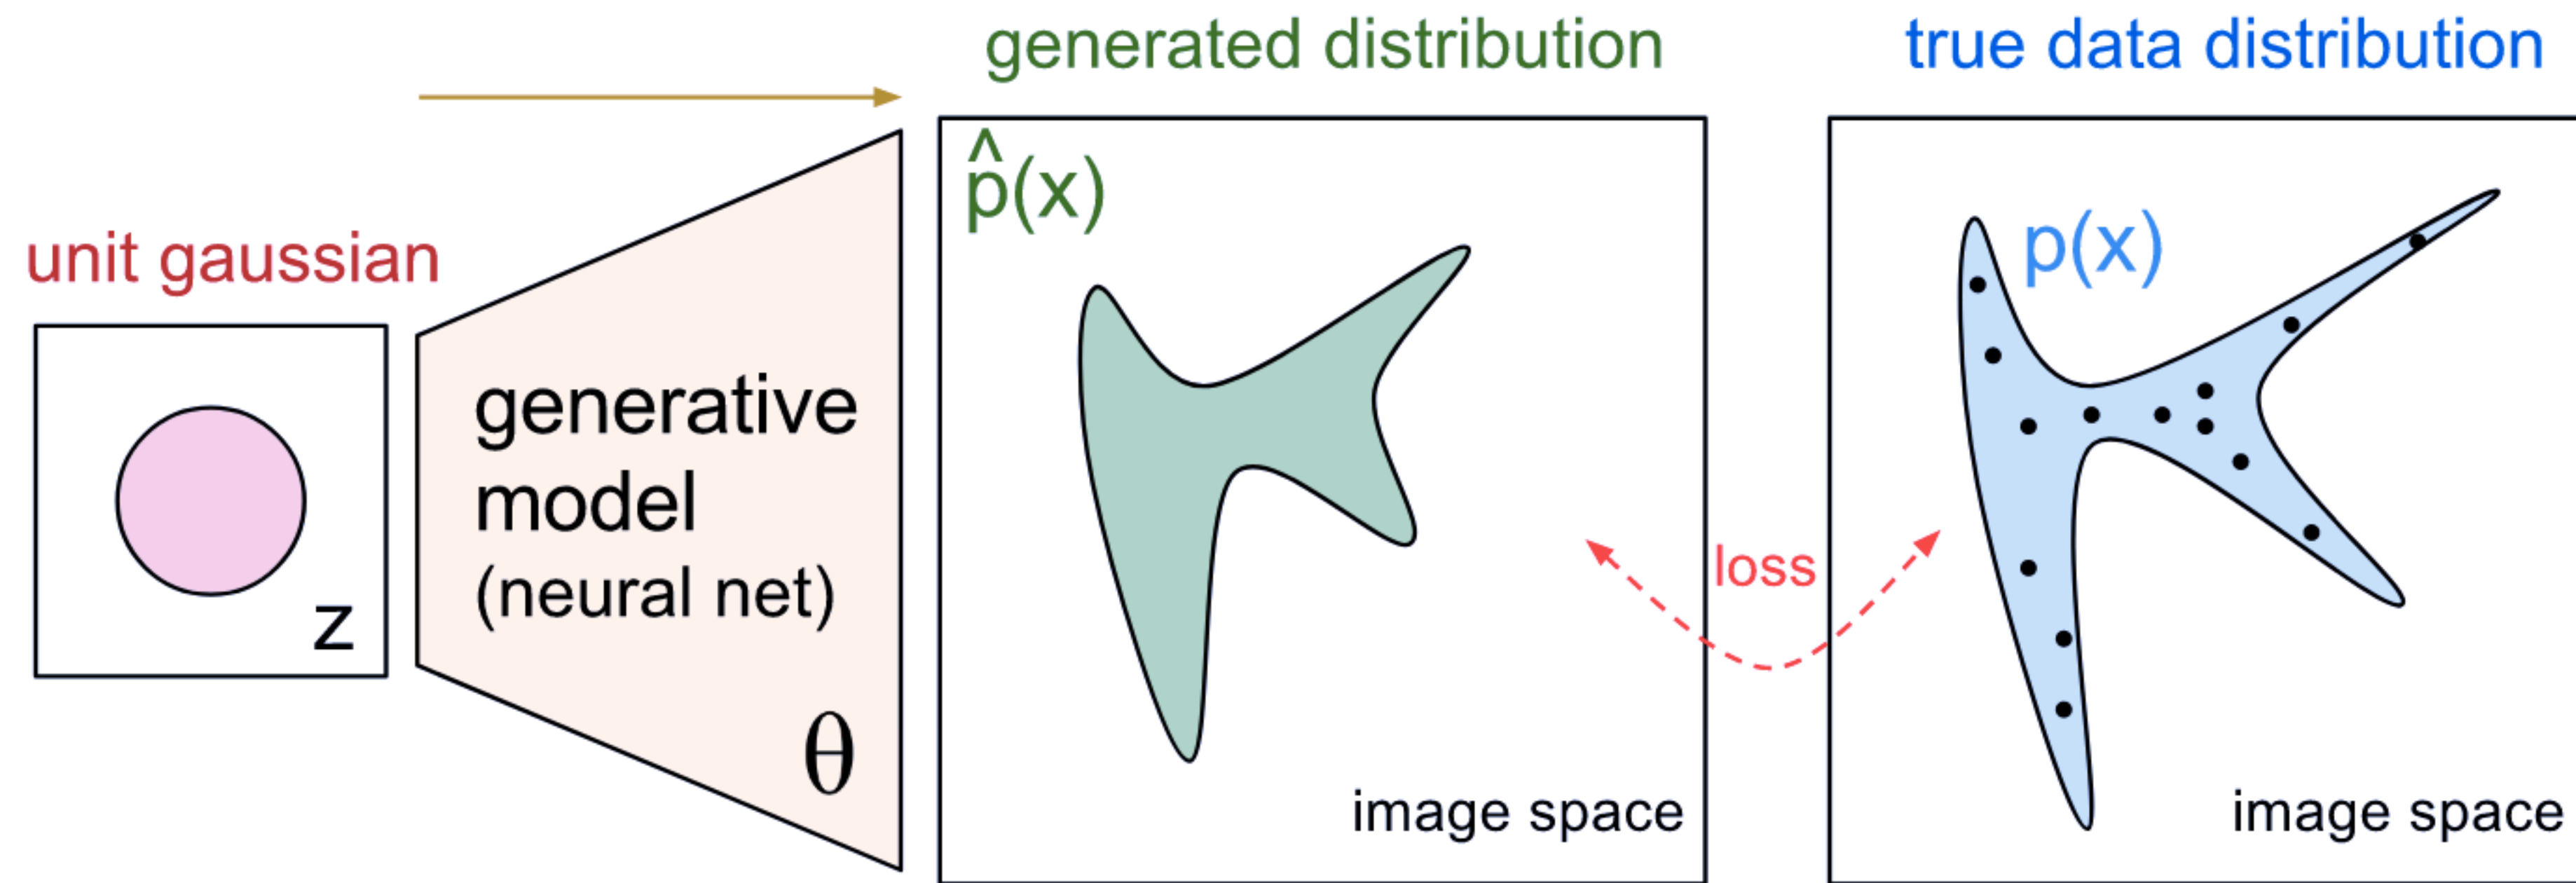 unit gaussian
z
generative
model
(neural net)
θ
generated distribution
p̂(x)
image space
loss
true data distribution
p(x)
image space